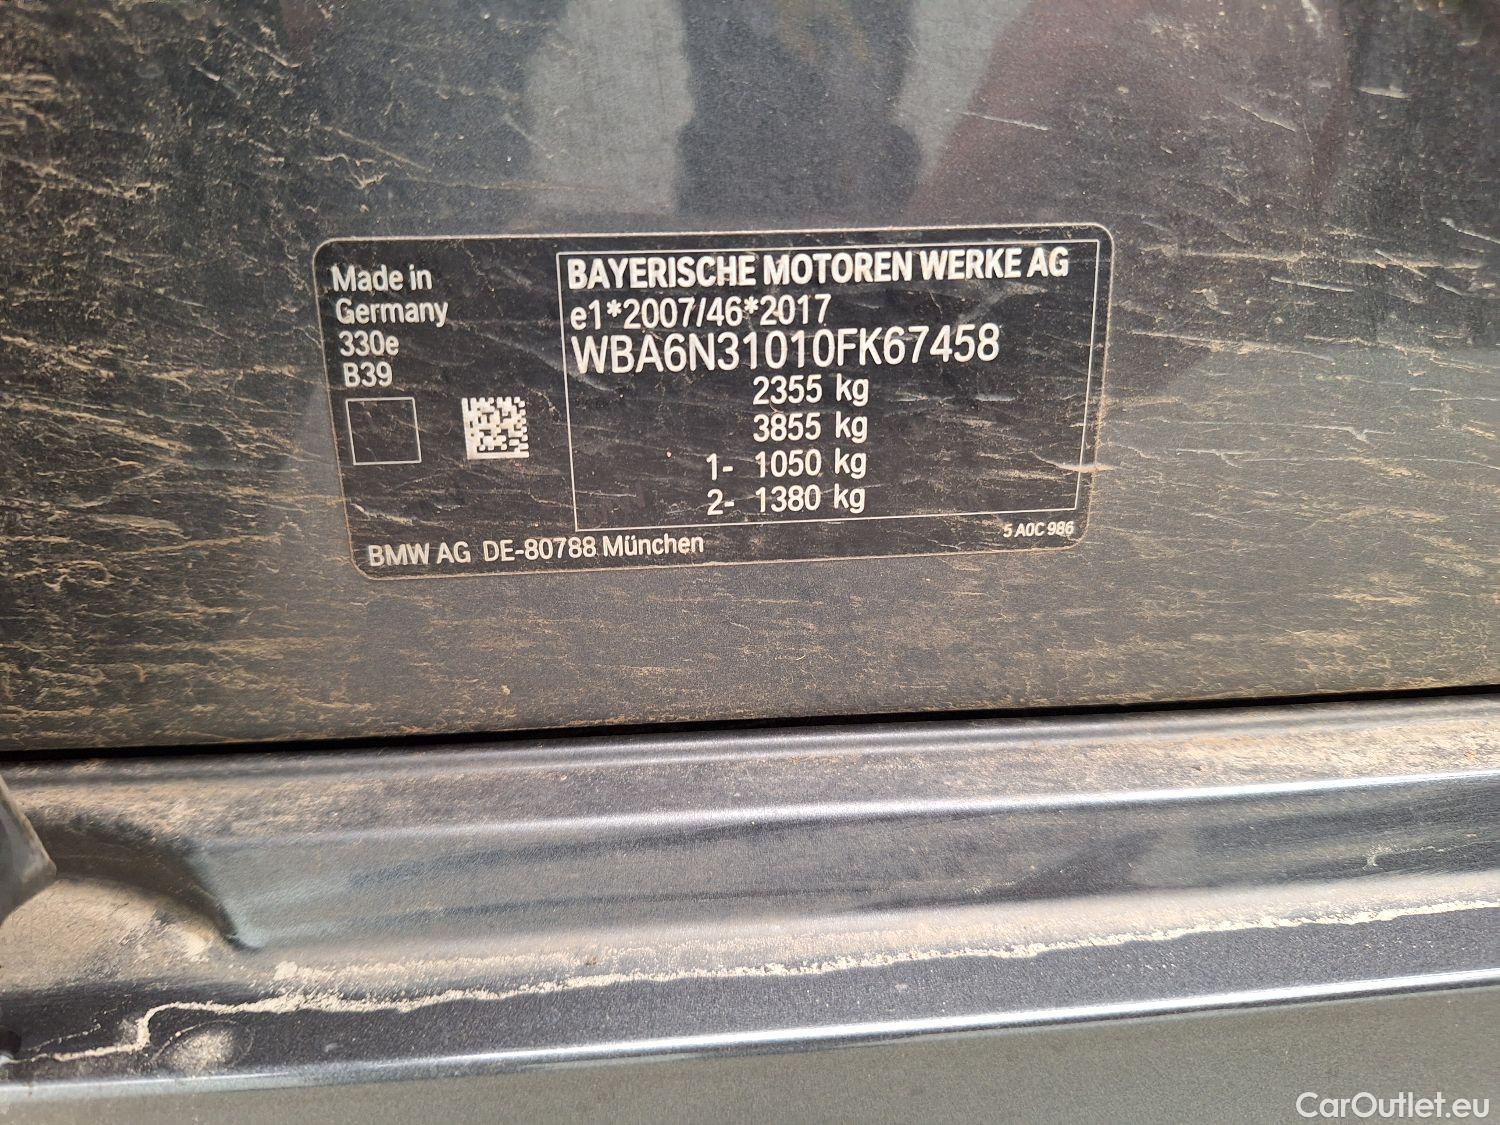 Made in
Germany
330e
B39
BAYERISCHE MOTOREN WERKE AG
e1*2007/46*2017
WBA6N31010FK67458
2355 kg
3855 kg
1- 1050 kg
2- 1380 kg
5 A0C 986
BMW AG DE-80788 München
CarOutlet.eu